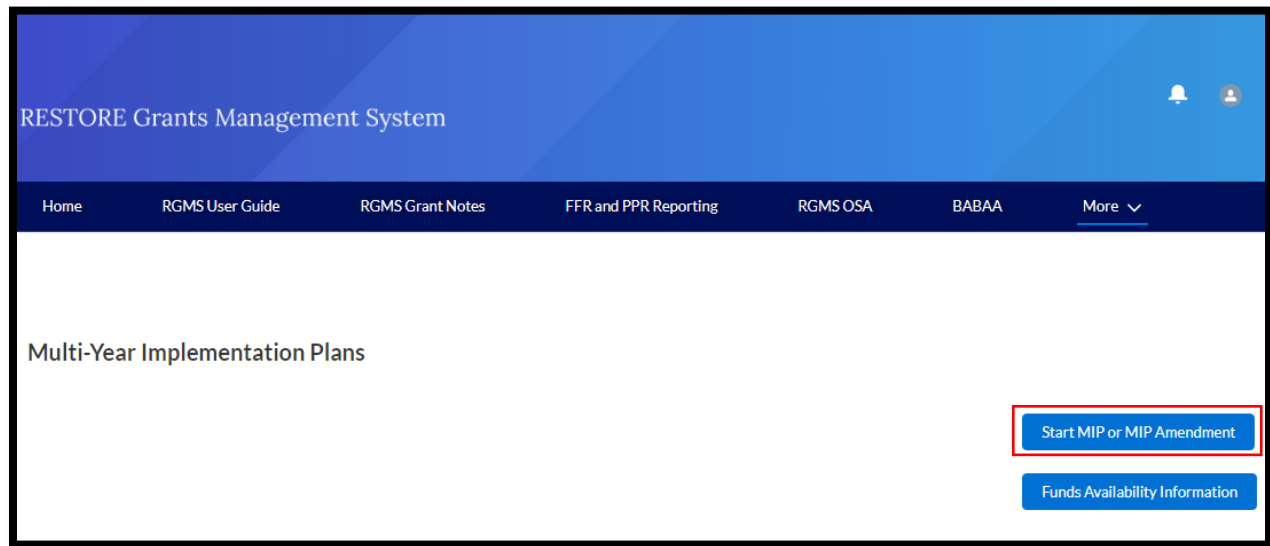 RESTORE Grants Management System
Home RGMS User Guide RGMS Grant Notes FFR and PPR Reporting RGMS OSA BABAA More
Multi-Year Implementation Plans
Start MIP or MIP Amendment
Funds Availability Information